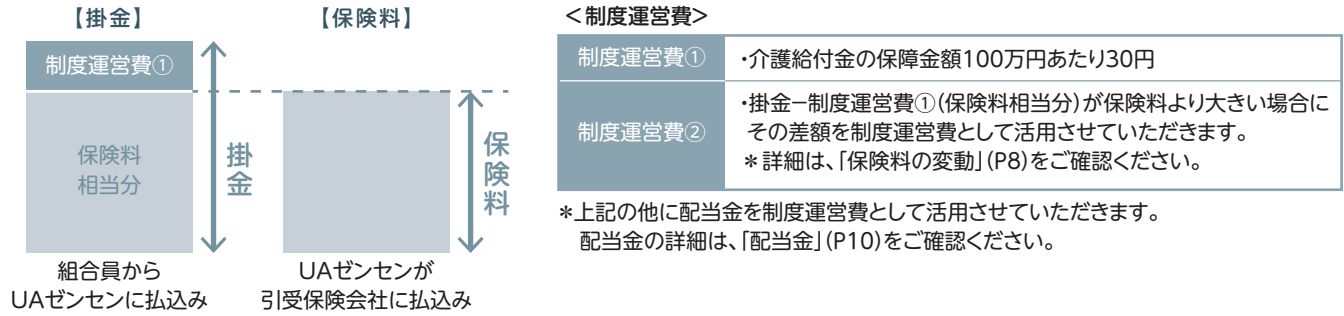 【掛金】
制度運営費①
保険料
相当分
掛金
組合員から
UAゼンセンに払込み
【保険料】
保険料
UAゼンセンが
引受保険会社に払込み
＜制度運営費＞
制度運営費①
・介護給付金の保障金額100万円あたり30円
制度運営費②
・掛金−制度運営費①（保険料相当分）が保険料より大きい場合に
その差額を制度運営費として活用させていただきます。
＊詳細は、「保険料の変動」（P8）をご確認ください。
＊上記の他に配当金を制度運営費として活用させていただきます。
配当金の詳細は、「配当金」（P10）をご確認ください。